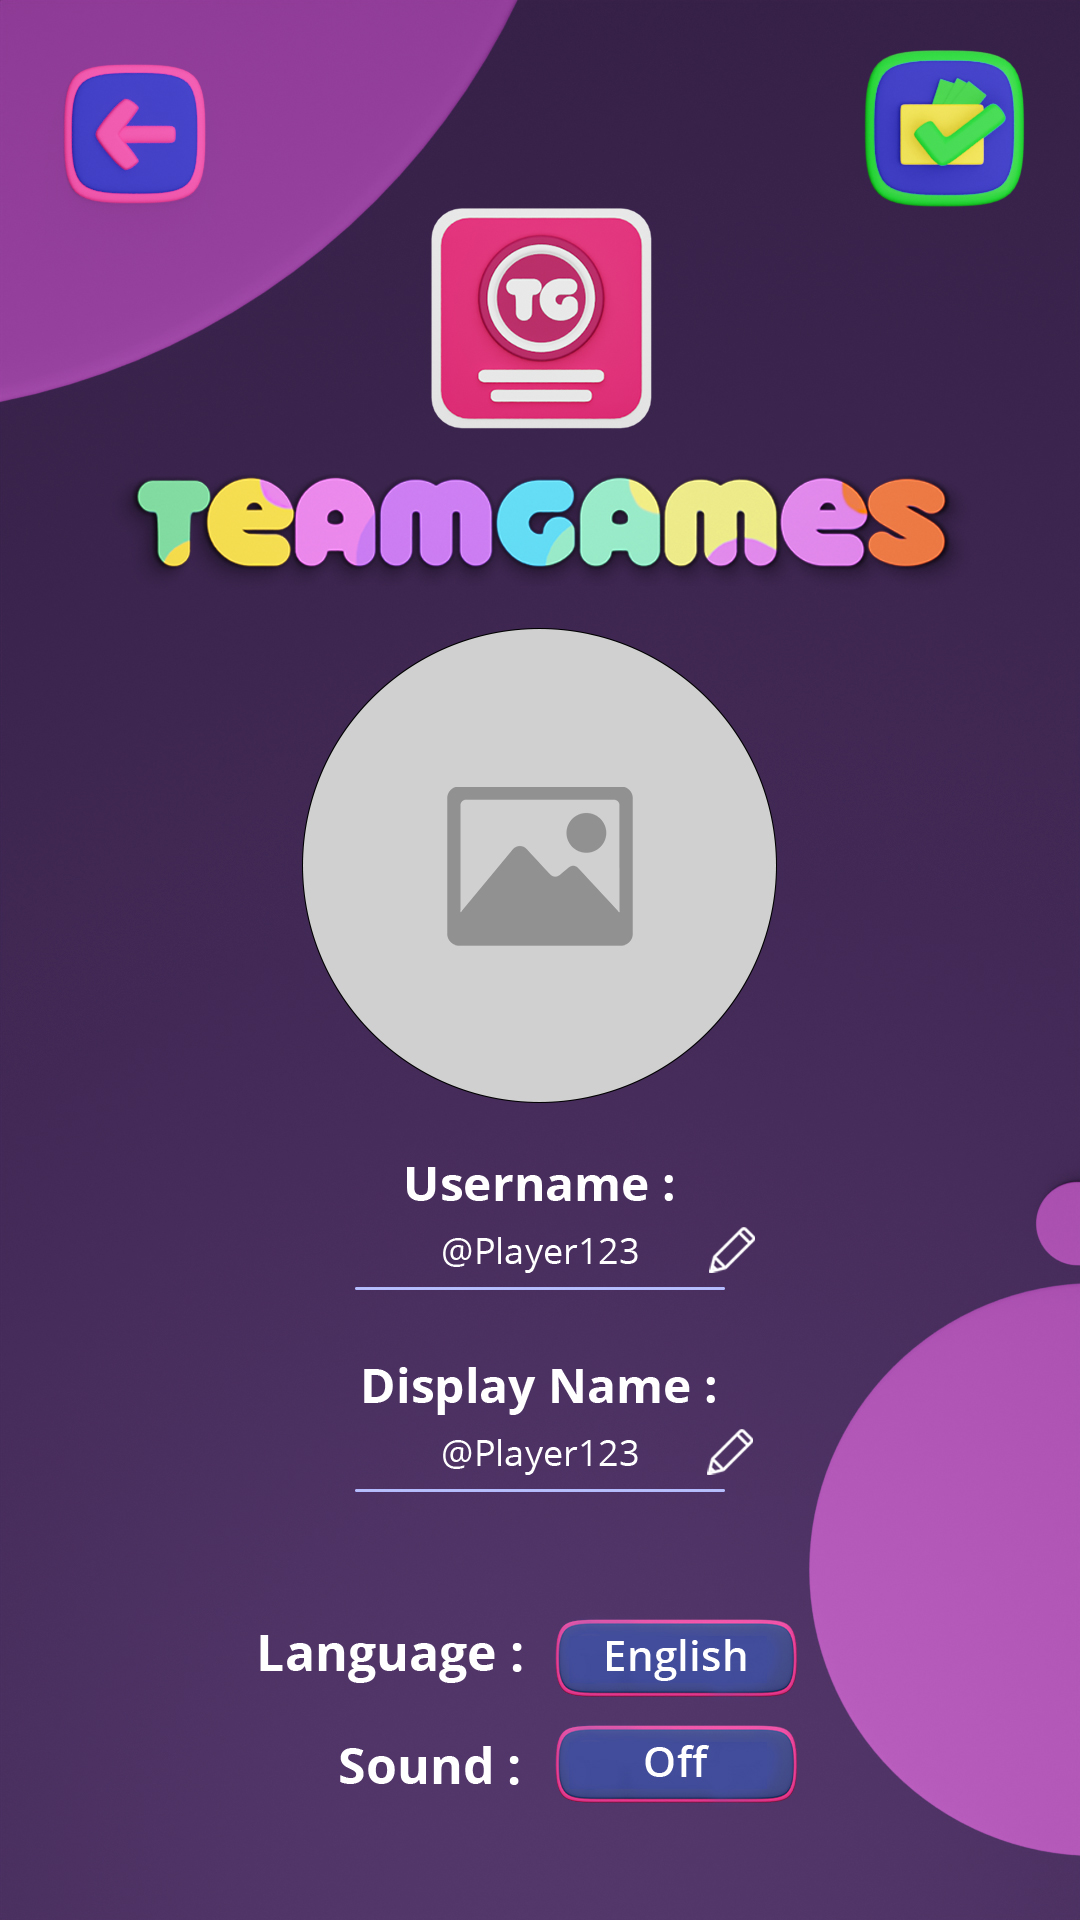 TG
TEAMGAMES
Username :
@Player123
Display Name :
@Player123
Language : English
Sound : Off